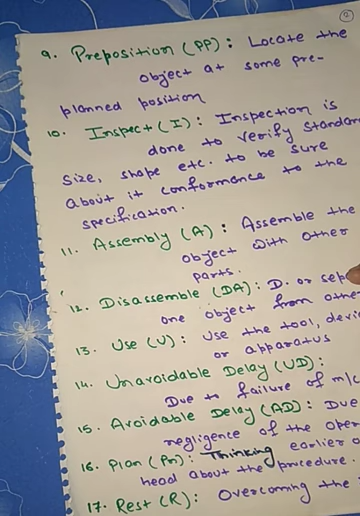 2
9. Preposition (PP): Locate the
object at some pre-
planned position
10. Inspect (I): Inspection is
done to verify standar
size, shape etc. to be sure
about it conformance to the
specification.
11. Assembly (A): Assemble the
object with other
parts.
12. Disassemble (DA): D. or sep
one object from othe
13. Use (U): Use the tool, devi
or apparatus
14. Unavoidable Delay (UD):
Due to failure of m/c
15. Avoidable Delay (AD): Due
negligence of the oper
16. Plan (Pn): Thinking earlier o
head about the procedure.
17. Rest (R): Overcoming the